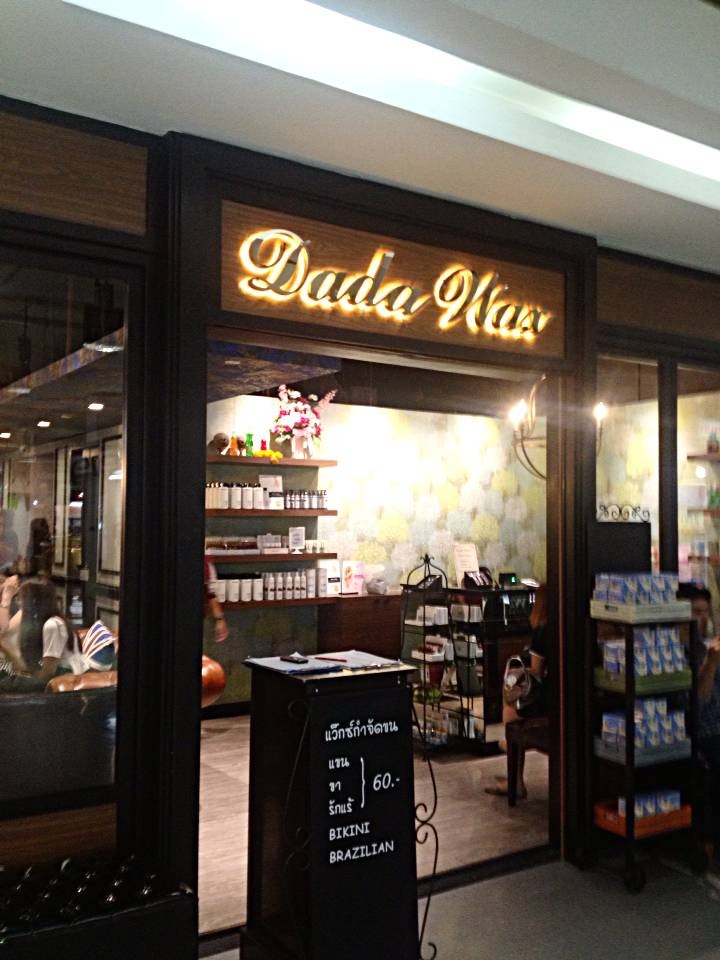 Dada Wax
แว๊กซ์กำจัดขน
แขน
ขา
รักแร้
60.-
BIKINI
BRAZILIAN